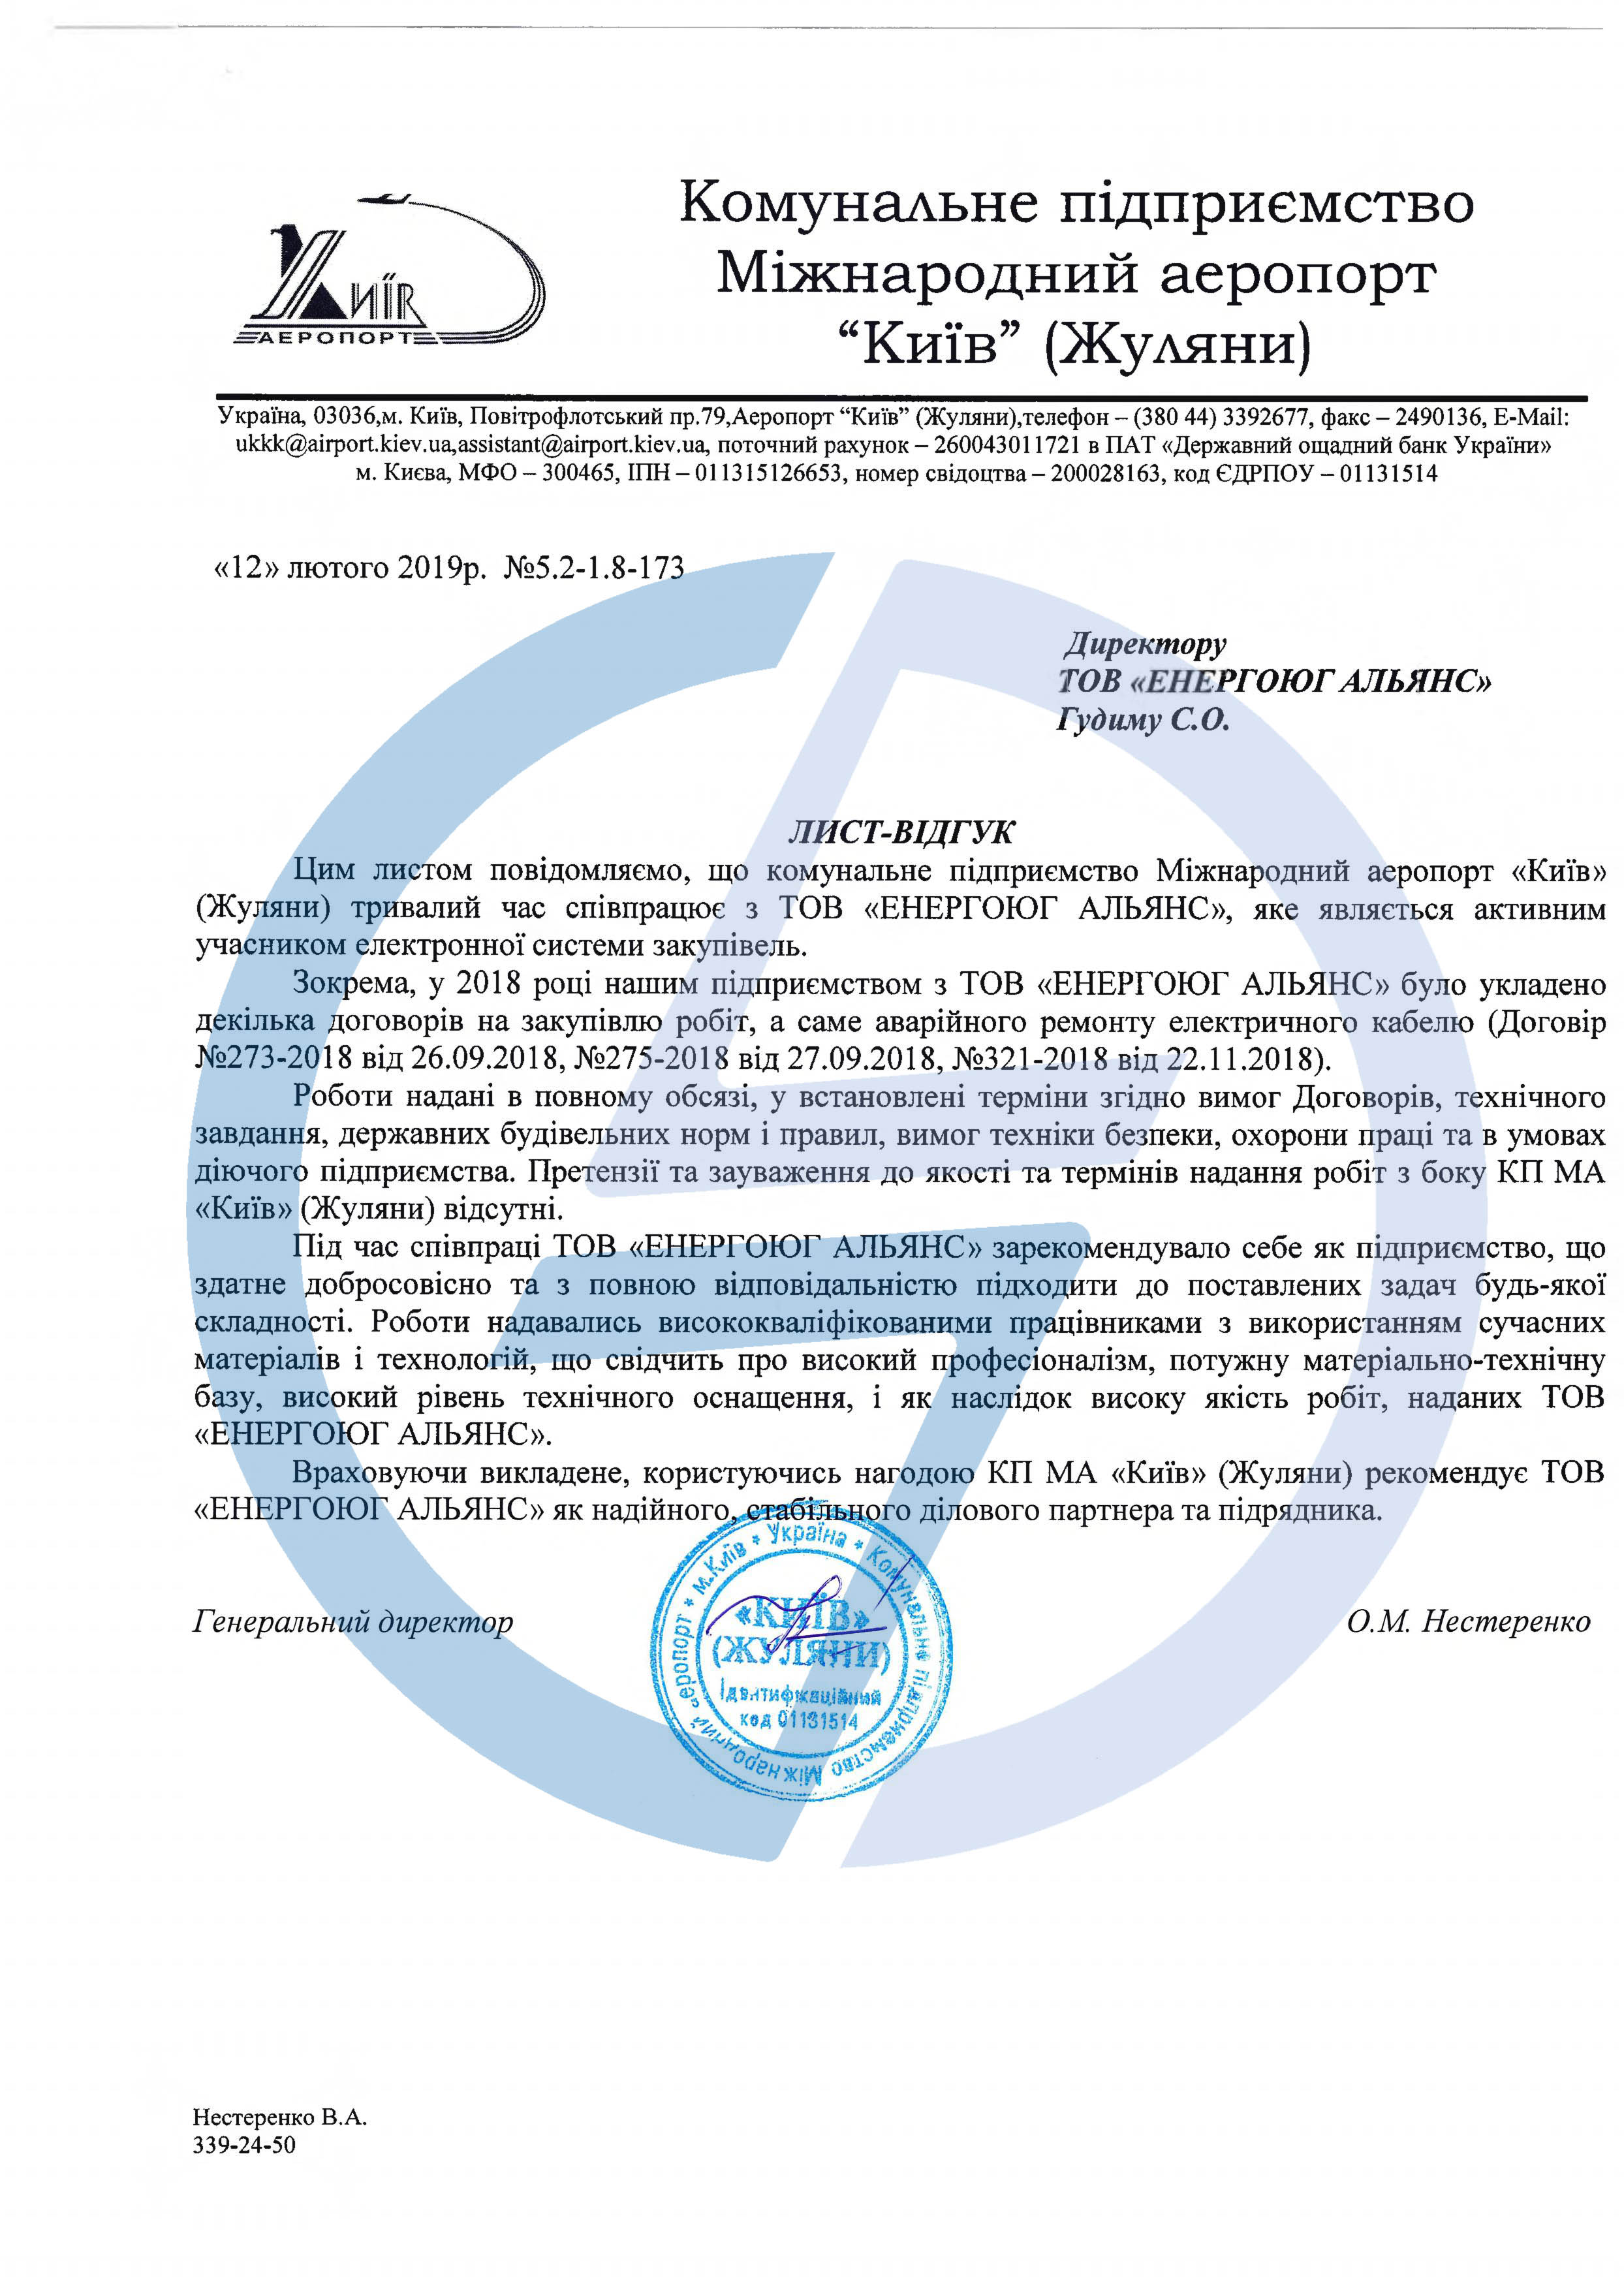 Київ
АЕРОПОРТ
Комунальне підприємство
Міжнародний аеропорт
“Київ” (Жуляни)
Україна, 03036,м. Київ, Повітрофлотський пр.79,Аеропорт “Київ” (Жуляни),телефон – (380 44) 3392677, факс – 2490136, E-Mail:
ukkk@airport.kiev.ua,assistant@airport.kiev.ua, поточний рахунок – 260043011721 в ПАТ «Державний ощадний банк України»
м. Києва, МФО – 300465, ІПН – 011315126653, номер свідоцтва – 200028163, код ЄДРПОУ – 01131514
«12» лютого 2019р. №5.2-1.8-173
Директору
ТОВ «ЕНЕРГОЮГ АЛЬЯНС»
Гудиму С.О.
ЛИСТ-ВІДГУК
Цим листом повідомляємо, що комунальне підприємство Міжнародний аеропорт «Київ»
(Жуляни) тривалий час співпрацює з ТОВ «ЕНЕРГОЮГ АЛЬЯНС», яке являється активним
учасником електронної системи закупівель.
Зокрема, у 2018 році нашим підприємством з ТОВ «ЕНЕРГОЮГ АЛЬЯНС» було укладено
декілька договорів на закупівлю робіт, а саме аварійного ремонту електричного кабелю (Договір
№273-2018 від 26.09.2018, №275-2018 від 27.09.2018, №321-2018 від 22.11.2018).
Роботи надані в повному обсязі, у встановлені терміни згідно вимог Договорів, технічного
завдання, державних будівельних норм і правил, вимог техніки безпеки, охорони праці та в умовах
діючого підприємства. Претензії та зауваження до якості та термінів надання робіт з боку КП МА
«Київ» (Жуляни) відсутні.
Під час співпраці ТОВ «ЕНЕРГОЮГ АЛЬЯНС» зарекомендувало себе як підприємство, що
здатне добросовісно та з повною відповідальністю підходити до поставлених задач будь-якої
складності. Роботи надавались висококваліфікованими працівниками з використанням сучасних
матеріалів і технологій, що свідчить про високий професіоналізм, потужну матеріально-технічну
базу, високий рівень технічного оснащення, і як наслідок високу якість робіт, наданих ТОВ
«ЕНЕРГОЮГ АЛЬЯНС».
Враховуючи викладене, користуючись нагодою КП МА «Київ» (Жуляни) рекомендує ТОВ
«ЕНЕРГОЮГ АЛЬЯНС» як надійного, стабільного ділового партнера та підрядника.
Генеральний директор
О.М. Нестеренко
м.Київ * Україна * Комунальне підприємство Міжнародний аеропорт *
«КИЇВ»
(ЖУЛЯНИ)
Ідентифікаційний
код 01131514
Нестеренко В.А.
339-24-50